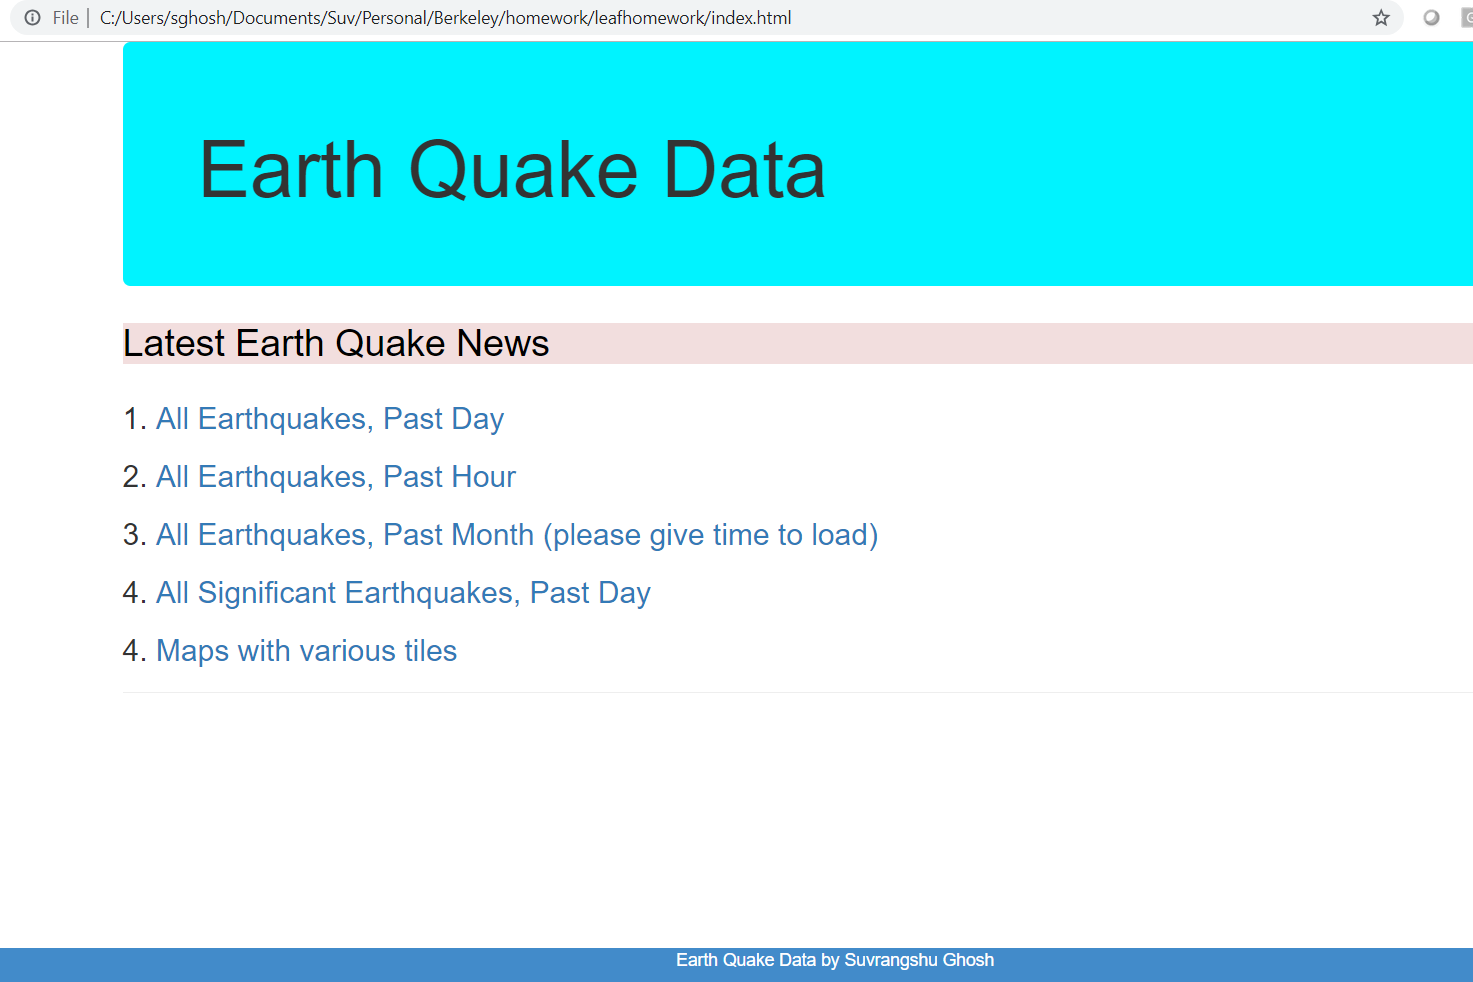 File | C:/Users/sghosh/Documents/Suv/Personal/Berkeley/homework/leafhomework/index.html
Earth Quake Data
Latest Earth Quake News
1. All Earthquakes, Past Day
2. All Earthquakes, Past Hour
3. All Earthquakes, Past Month (please give time to load)
4. All Significant Earthquakes, Past Day
4. Maps with various tiles
Earth Quake Data by Suvrangshu Ghosh